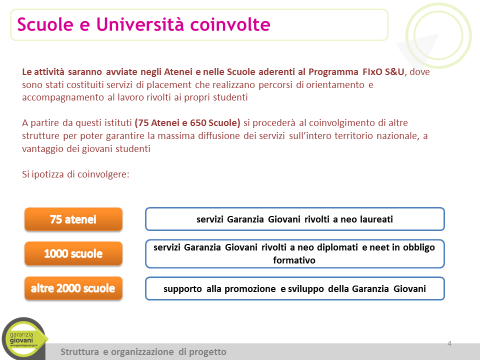 Scuole e Università coinvolte
Le attività saranno avviate negli Atenei e nelle Scuole aderenti al Programma FIxO S&U, dove
sono stati costituiti servizi di placement che realizzano percorsi di orientamento e
accompagnamento al lavoro rivolti ai propri studenti
A partire da questi istituti (75 Atenei e 650 Scuole) si procederà al coinvolgimento di altre
strutture per poter garantire la massima diffusione dei servizi sull'intero territorio nazionale, a
vantaggio dei giovani studenti
Si ipotizza di coinvolgere:
75 atenei
servizi Garanzia Giovani rivolti a neo laureati
1000 scuole
servizi Garanzia Giovani rivolti a neo diplomati e neet in obbligo
formativo
altre 2000 scuole
supporto alla promozione e sviluppo della Garanzia Giovani
4
garanzia
giovani
Struttura e organizzazione di progetto